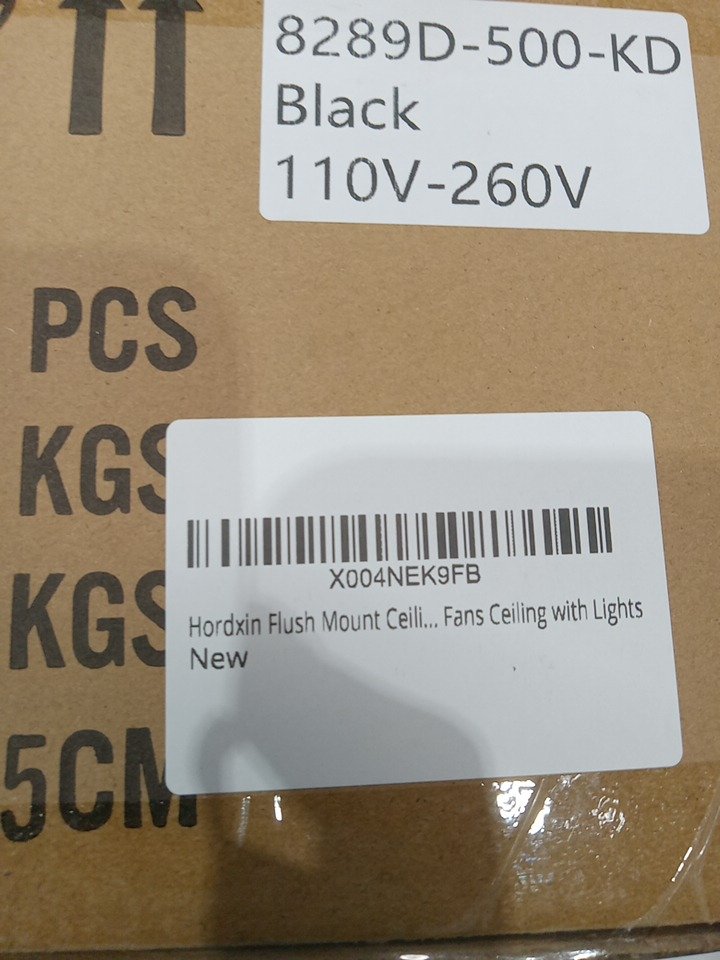 8289D-500-KD
Black
110V-260V
PCS
KGS
KGS
5CM
X004NEK9FB
Hordxin Flush Mount Ceili... Fans Ceiling with Lights
New